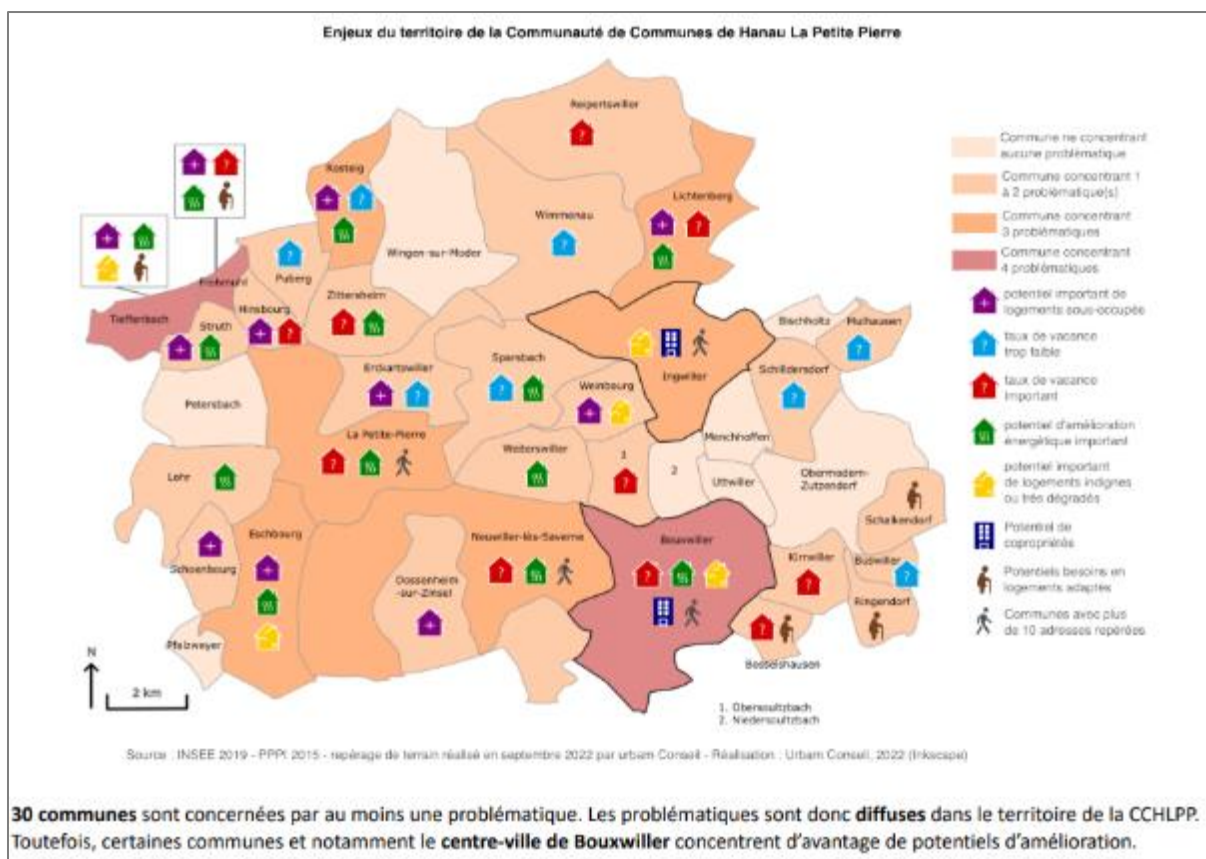 Enjeux du territoire de la Communauté de Communes de Hanau La Petite Pierre
Reipertswiller
Rosteig
Lichtenberg
Wimmenau
Wingen-sur-Moder
Puberg
Frohmuhl
Tieffenbach
Hinsbourg
Zittersheim
Struth
Bischholtz
Mulhausen
Sparsbach
Erckartswiller
Weinbourg
Ingwiller
Schillersdorf
Petersbach
La Petite-Pierre
Menchhoffen
Weiterswiller
1
2
Uttwiller
Obermodern-
Zutzendorf
Lohr
Schalkendorf
Eschbourg
Neuwiller-lès-Saverne
Bouxwiller
Kirrwiller
Buswiller
Schoenbourg
Dossenheim
-sur-Zinsel
Ringendorf
Pfalzweyer
Bosselshausen
N
2 km
1. Obersoultzbach
2. Niedersoultzbach
Commune ne concentrant
aucune problématique
Commune concentrant 1
à 2 problématique(s)
Commune concentrant
3 problématiques
Commune concentrant
4 problématiques
potentiel important de
logements sous-occupés
taux de vacance
trop faible
taux de vacance
important
potentiel d'amélioration
énergétique important
potentiel important
de logements indignes
ou très dégradés
Potentiel de
copropriétés
Potentiels besoins en
logements adaptés
Communes avec plus
de 10 adresses repérées
Source : INSEE 2019 - PPPI 2015 - repérage de terrain réalisé en septembre 2022 par urbam Conseil - Réalisation : Urbam Conseil, 2022 (Inkscape)
30 communes sont concernées par au moins une problématique. Les problématiques sont donc diffuses dans le territoire de la CCHLPP.
Toutefois, certaines communes et notamment le centre-ville de Bouxwiller concentrent d'avantage de potentiels d'amélioration.